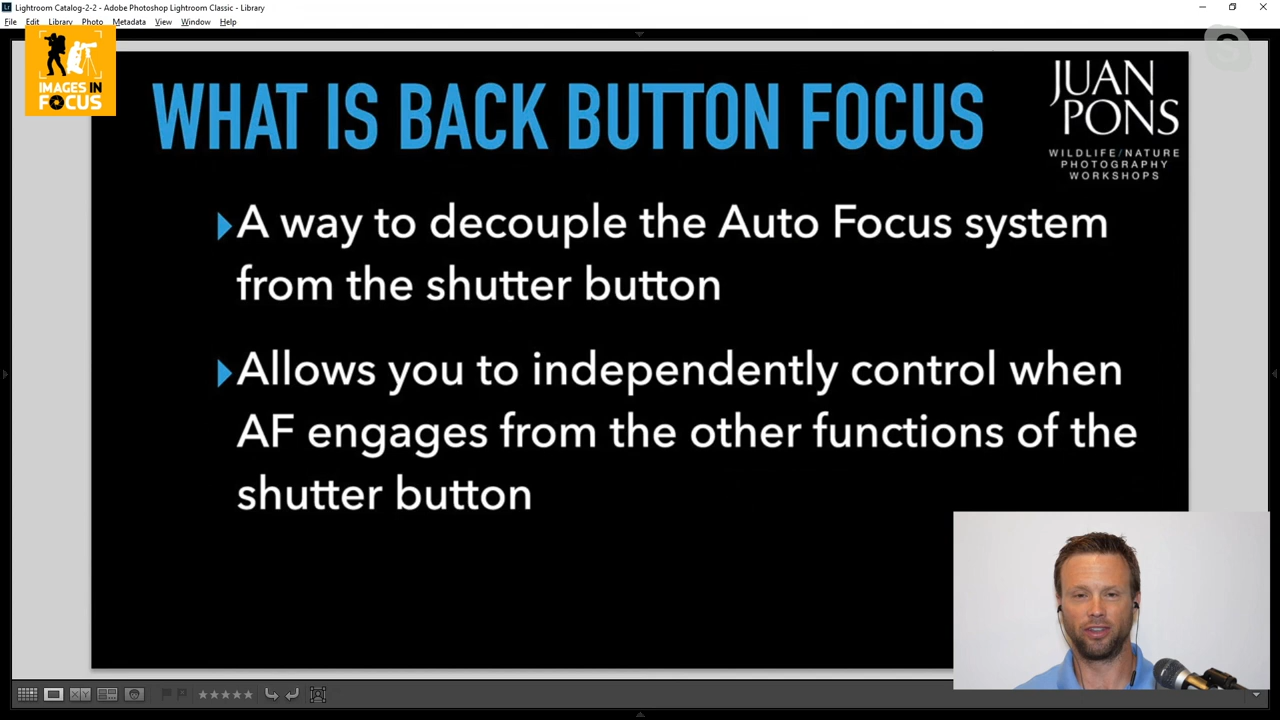 Lightroom Catalog-2-2 - Adobe Photoshop Lightroom Classic - Library
File Edit Library Photo Metadata View Window Help
IMAGES IN
FOCUS
WHAT IS BACK BUTTON FOCUS
JUAN
PONS
WILDLIFE/NATURE
PHOTOGRAPHY
WORKSHOPS
A way to decouple the Auto Focus system
from the shutter button
Allows you to independently control when
AF engages from the other functions of the
shutter button